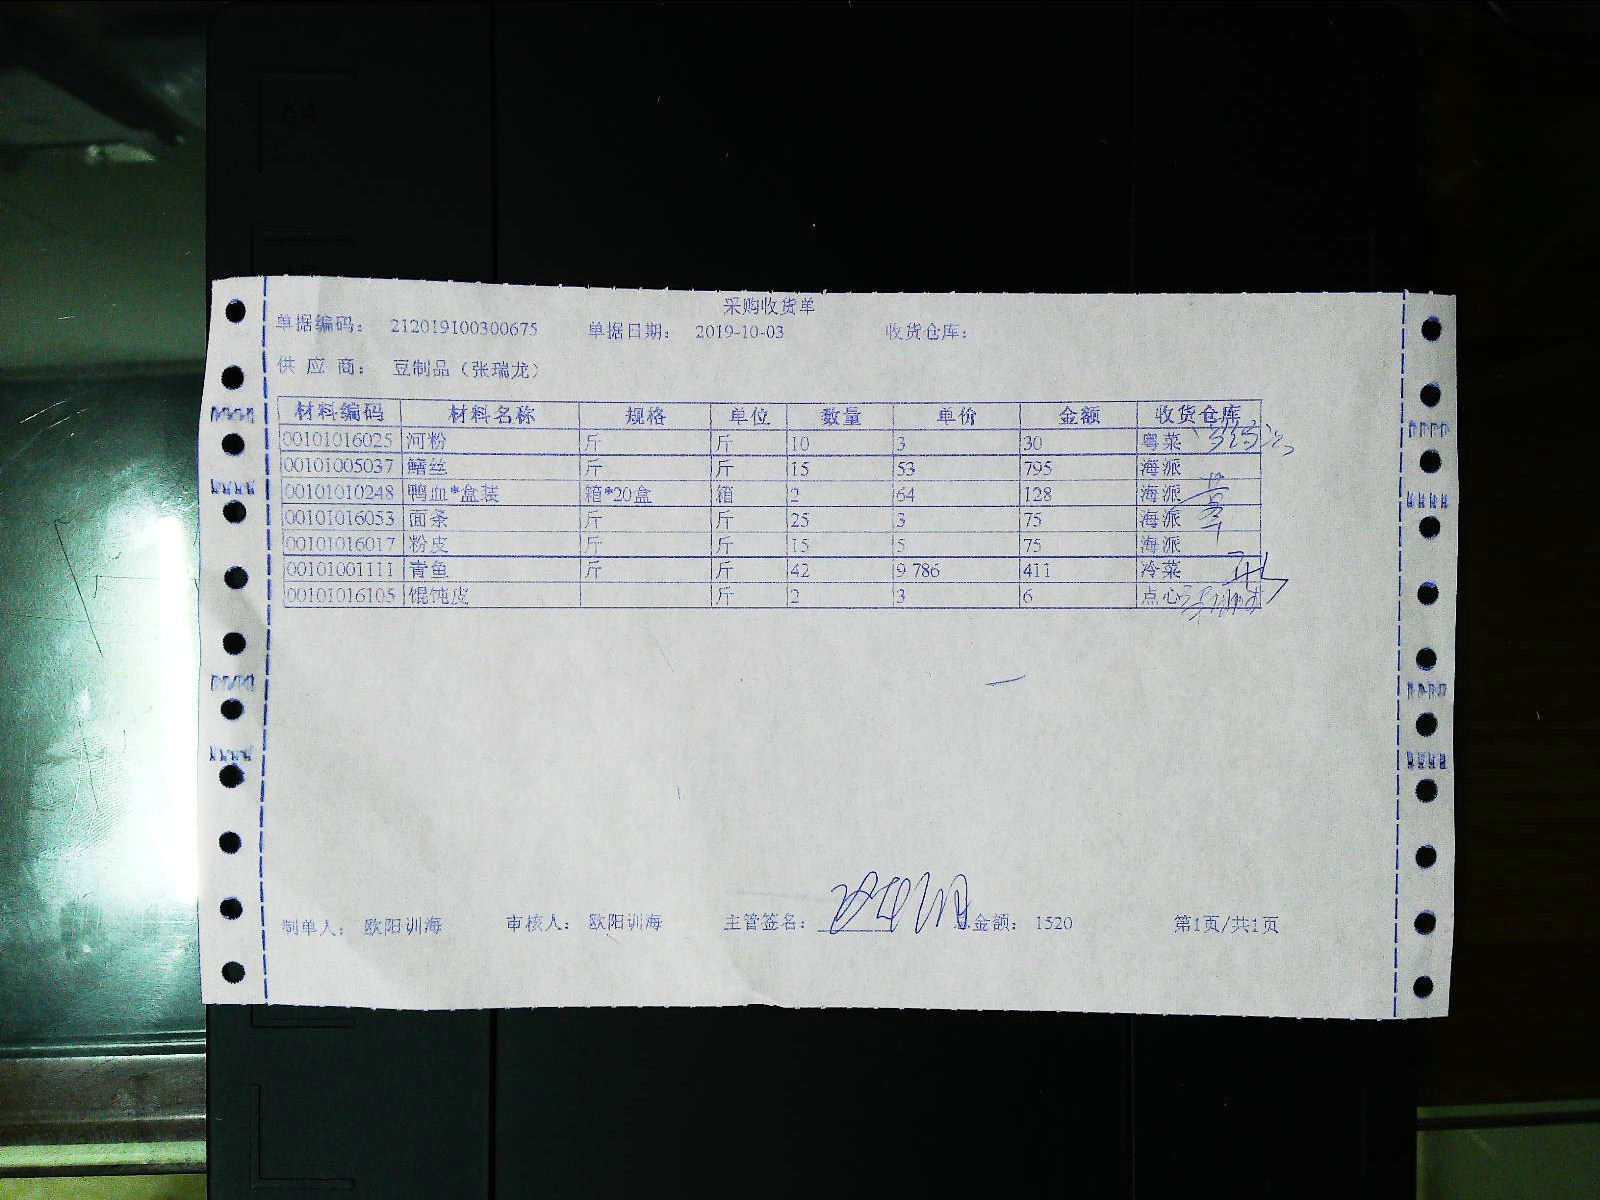 采购收货单
单据编码： 212019100300675 单据日期： 2019-10-03 收货仓库：
供 应 商： 豆制品（张瑞龙）
材料编码 材料名称 规格 单位 数量 单价 金额 收货仓库
00101016025 河粉 斤 斤 10 3 30 粤菜
00101005037 鳝丝 斤 斤 15 53 795 海派
00101010248 鸭血*盒装 箱*20盒 箱 2 64 128 海派
00101016053 面条 斤 斤 25 3 75 海派
00101016017 粉皮 斤 斤 15 5 75 海派
00101001111 青鱼 斤 斤 42 9.786 411 冷菜
00101016105 馄饨皮 斤 2 3 6 点心
制单人： 欧阳训海 审核人： 欧阳训海 主管签名： 总金额： 1520 第1页/共1页